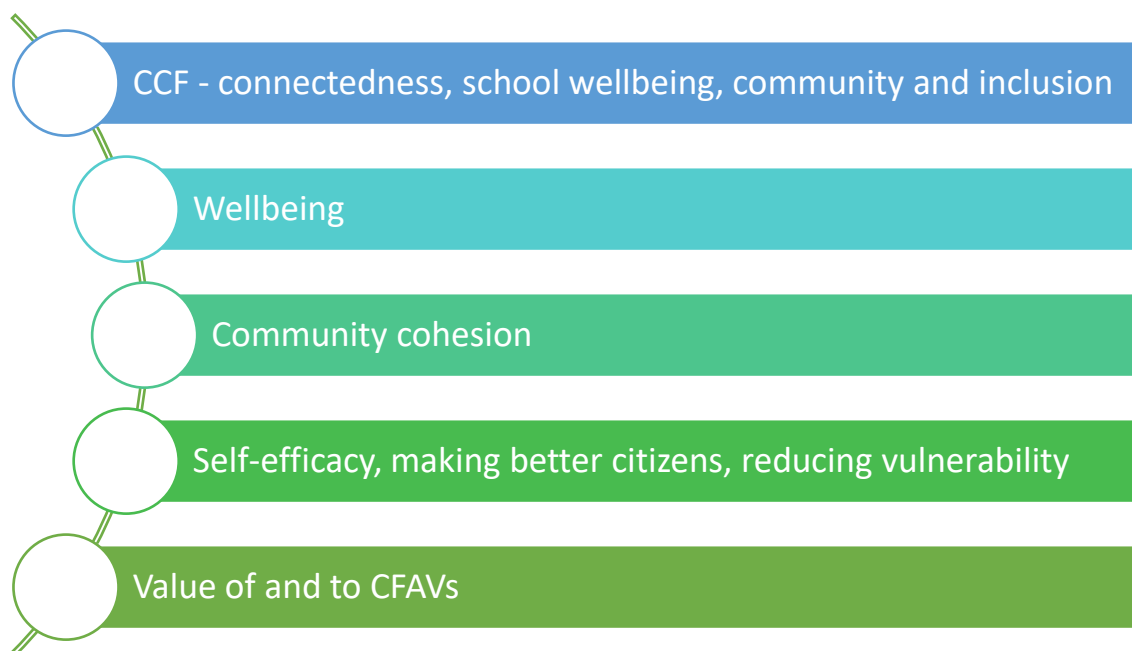 CCF - connectedness, school wellbeing, community and inclusion
Wellbeing
Community cohesion
Self-efficacy, making better citizens, reducing vulnerability
Value of and to CFAVs